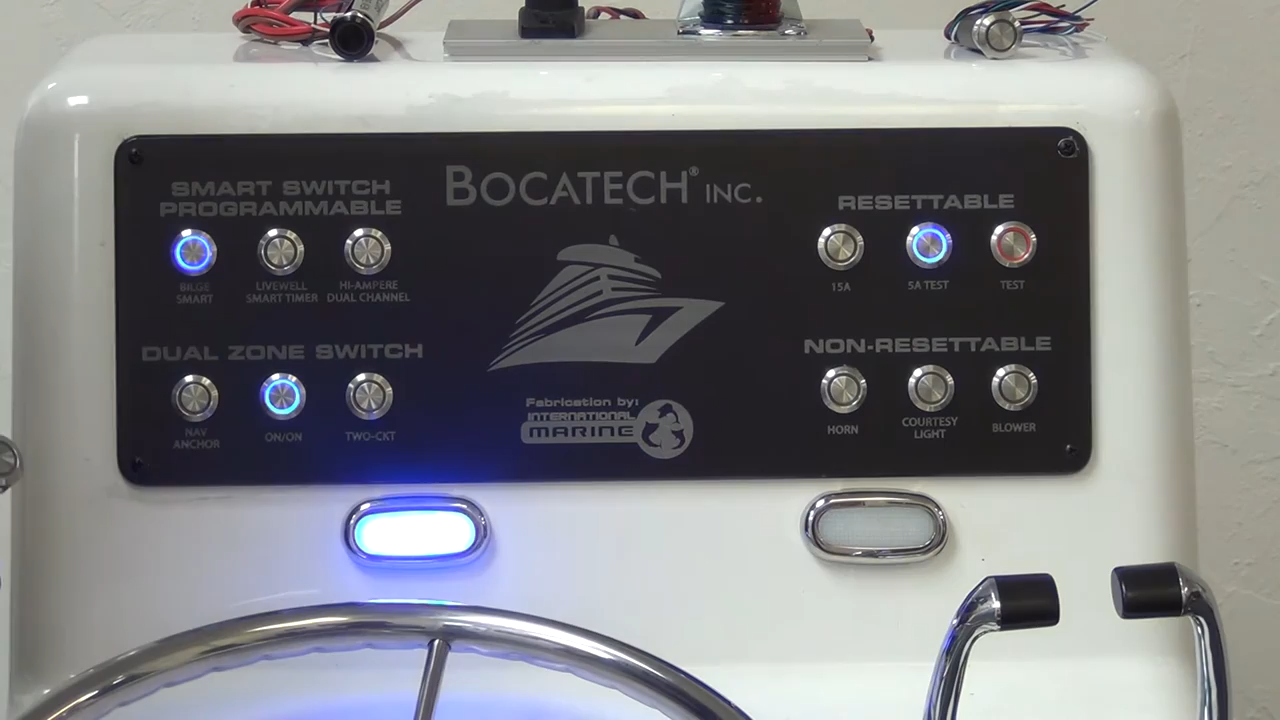 BOCATECH® INC.
SMART SWITCH
PROGRAMMABLE
BILGE
SMART
LIVEWELL
SMART TIMER
HI-AMPERE
DUAL CHANNEL
DUAL ZONE SWITCH
NAV
ANCHOR
ON/ON
TWO-CKT
Fabrication by:
INTERNATIONAL
MARINE
RESETTABLE
15A
5A TEST
TEST
NON-RESETTABLE
HORN
COURTESY
LIGHT
BLOWER